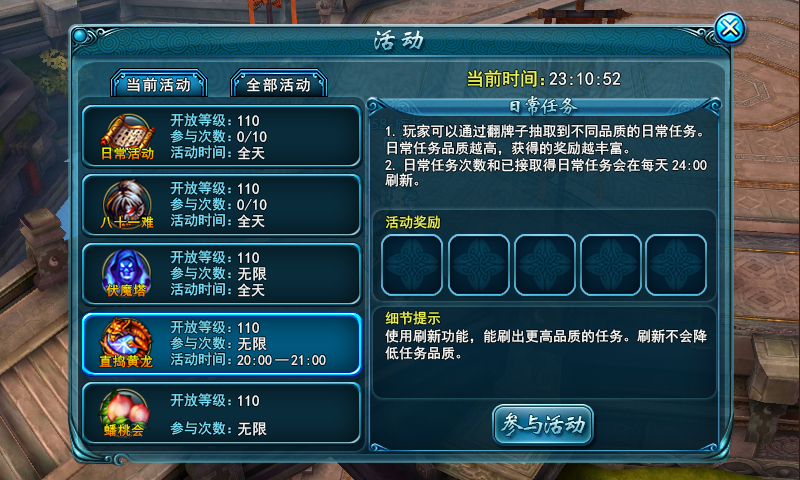 活动
当前活动
全部活动
当前时间:23:10:52
日常活动
开放等级: 110
参与次数: 0/10
活动时间: 全天
八十一难
开放等级: 110
参与次数: 0/10
活动时间: 全天
伏魔塔
开放等级: 110
参与次数: 无限
活动时间: 全天
直捣黄龙
开放等级: 110
参与次数: 无限
活动时间: 20:00—21:00
蟠桃会
开放等级: 110
参与次数: 无限
日常任务
1. 玩家可以通过翻牌子抽取到不同品质的日常任务。
日常任务品质越高，获得的奖励越丰富。
2. 日常任务次数和已接取得日常任务会在每天 24:00
刷新。
活动奖励
细节提示
使用刷新功能，能刷出更高品质的任务。刷新不会降
低任务品质。
参与活动